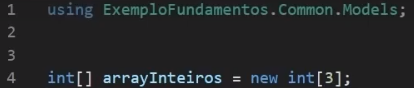 1 using ExemploFundamentos.Common.Models;
2
3
4 int[] arrayInteiros = new int[3];